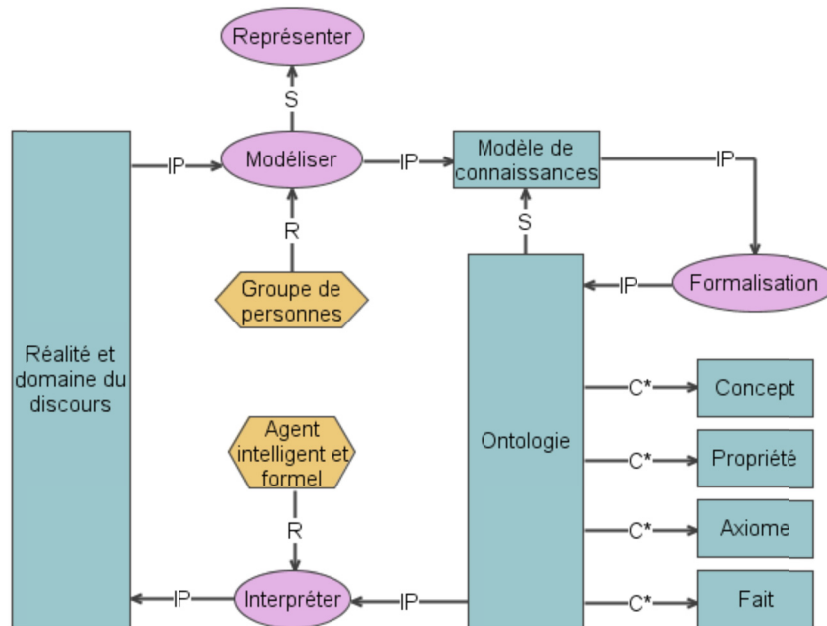 Représenter
S
IP
Modéliser
IP
Modèle de
connaissances
IP
R
S
Groupe de
personnes
IP
Formalisation
Réalité et
domaine du
discours
C*
Concept
Agent
intelligent et
formel
Ontologie
C*
Propriété
R
C*
Axiome
IP
Interpréter
IP
C*
Fait